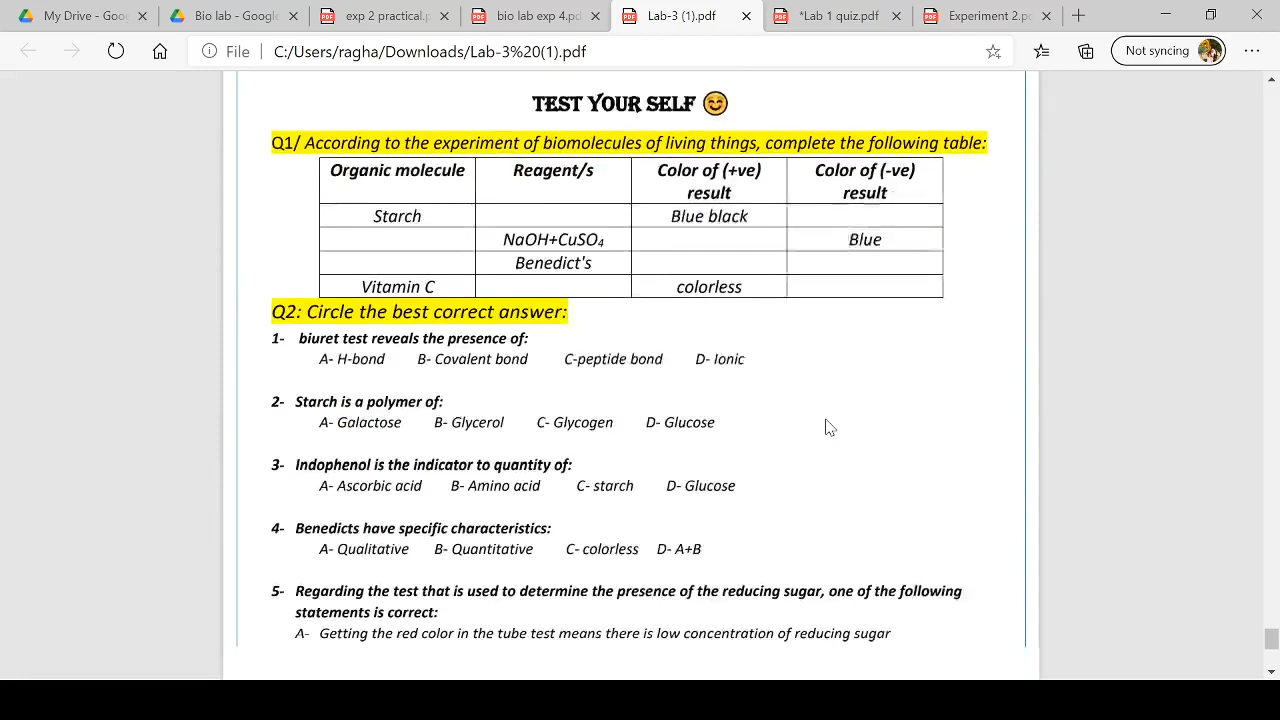 My Drive - Goo
Bio lab - Google
exp 2 practical.p
bio lab exp 4.pd
Lab-3 (1).pdf
*Lab 1 quiz.pdf
Experiment 2.pd
File C:/Users/ragha/Downloads/Lab-3%20(1).pdf Not syncing
TEST YOUR SELF 😊
Q1/ According to the experiment of biomolecules of living things, complete the following table:
Organic molecule Reagent/s Color of (+ve) result Color of (-ve) result
Starch Blue black
NaOH+CuSO₄ Blue
Benedict's
Vitamin C colorless
Q2: Circle the best correct answer:
1- biuret test reveals the presence of:
A- H-bond B- Covalent bond C-peptide bond D- Ionic
2- Starch is a polymer of:
A- Galactose B- Glycerol C- Glycogen D- Glucose
3- Indophenol is the indicator to quantity of:
A- Ascorbic acid B- Amino acid C- starch D- Glucose
4- Benedicts have specific characteristics:
A- Qualitative B- Quantitative C- colorless D- A+B
5- Regarding the test that is used to determine the presence of the reducing sugar, one of the following
statements is correct:
A- Getting the red color in the tube test means there is low concentration of reducing sugar